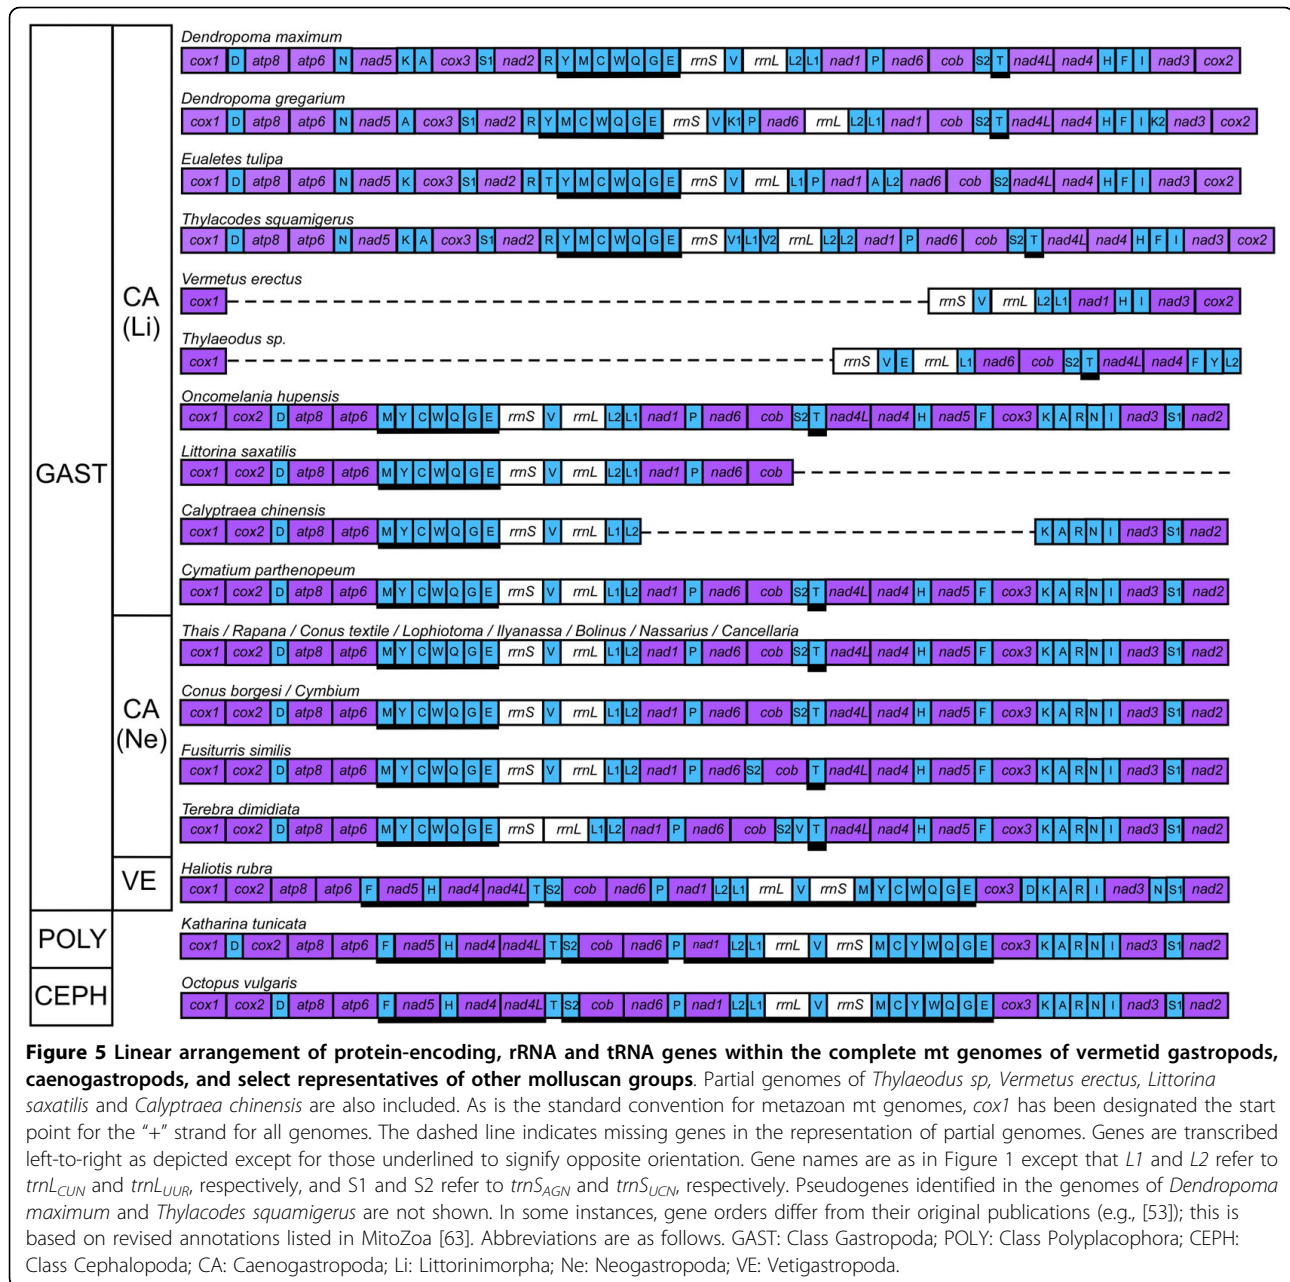 Dendropoma maximum
cox1 D atp8 atp6 N nad5 K A cox3 S1 nad2 R Y M C W Q G E rrnS V rrnL L2 L1 nad1 P nad6 cob S2 T nad4L nad4 H F I nad3 cox2
Dendropoma gregarium
cox1 D atp8 atp6 N nad5 A cox3 S1 nad2 R Y M C W Q G E rrnS V K1 P nad6 rrnL L2 L1 nad1 cob S2 T nad4L nad4 H F I K2 nad3 cox2
Eualetes tulipa
cox1 D atp8 atp6 N nad5 K cox3 S1 nad2 R T Y M C W Q G E rrnS V rrnL L1 P nad1 A L2 nad6 cob S2 nad4L nad4 H F I nad3 cox2
Thylacodes squamigerus
cox1 D atp8 atp6 N nad5 K A cox3 S1 nad2 R Y M C W Q G E rrnS V1 L1 V2 rrnL L2 L2 nad1 P nad6 cob S2 T nad4L nad4 H F I nad3 cox2
Vermetus erectus
cox1 rrnS V rrnL L2 L1 nad1 H I nad3 cox2
CA
(Li)
Thylaeodus sp.
cox1 rrnS V E rrnL L1 nad6 cob S2 T nad4L nad4 F Y L2
Oncomelania hupensis
cox1 cox2 D atp8 atp6 M Y C W Q G E rrnS V rrnL L2 L1 nad1 P nad6 cob S2 T nad4L nad4 H nad5 F cox3 K A R N I nad3 S1 nad2
GAST
Littorina saxatilis
cox1 cox2 D atp8 atp6 M Y C W Q G E rrnS V rrnL L2 L1 nad1 P nad6 cob
Calyptraea chinensis
cox1 cox2 D atp8 atp6 M Y C W Q G E rrnS V rrnL L1 L2 K A R N I nad3 S1 nad2
Cymatium parthenopeum
cox1 cox2 D atp8 atp6 M Y C W Q G E rrnS V rrnL L1 L2 nad1 P nad6 cob S2 T nad4L nad4 H nad5 F cox3 K A R N I nad3 S1 nad2
Thais / Rapana / Conus textile / Lophiotoma / Ilyanassa / Bolinus / Nassarius / Cancellaria
cox1 cox2 D atp8 atp6 M Y C W Q G E rrnS V rrnL L1 L2 nad1 P nad6 cob S2 T nad4L nad4 H nad5 F cox3 K A R N I nad3 S1 nad2
CA
(Ne)
Conus borgesi / Cymbium
cox1 cox2 D atp8 atp6 M Y C W Q G E rrnS V rrnL L1 L2 nad1 P nad6 cob S2 T nad4L nad4 H nad5 F cox3 K A R N I nad3 S1 nad2
Fusiturris similis
cox1 cox2 D atp8 atp6 M Y C W Q G E rrnS V rrnL L1 L2 nad1 P nad6 S2 cob T nad4L nad4 H nad5 F cox3 K A R N I nad3 S1 nad2
Terebra dimidiata
cox1 cox2 D atp8 atp6 M Y C W Q G E rrnS rrnL L1 L2 nad1 P nad6 cob S2 V T nad4L nad4 H nad5 F cox3 K A R N I nad3 S1 nad2
VE
Haliotis rubra
cox1 cox2 atp8 atp6 F nad5 H nad4 nad4L T S2 cob nad6 P nad1 L2 L1 rrnL V rrnS M Y C W Q G E cox3 D K A R I nad3 N S1 nad2
POLY
Katharina tunicata
cox1 D cox2 atp8 atp6 F nad5 H nad4 nad4L T S2 cob nad6 P nad1 L2 L1 rrnL V rrnS M C Y W Q G E cox3 K A R N I nad3 S1 nad2
CEPH
Octopus vulgaris
cox1 cox2 D atp8 atp6 F nad5 H nad4 nad4L T S2 cob nad6 P nad1 L2 L1 rrnL V rrnS M C Y W Q G E cox3 K A R N I nad3 S1 nad2
Figure 5 Linear arrangement of protein-encoding, rRNA and tRNA genes within the complete mt genomes of vermetid gastropods,
caenogastropods, and select representatives of other molluscan groups. Partial genomes of Thylaeodus sp, Vermetus erectus, Littorina
saxatilis and Calyptraea chinensis are also included. As is the standard convention for metazoan mt genomes, cox1 has been designated the start
point for the "+" strand for all genomes. The dashed line indicates missing genes in the representation of partial genomes. Genes are transcribed
left-to-right as depicted except for those underlined to signify opposite orientation. Gene names are as in Figure 1 except that L1 and L2 refer to
trnLCUN and trnLUUR, respectively, and S1 and S2 refer to trnSAGN and trnSUCN, respectively. Pseudogenes identified in the genomes of Dendropoma
maximum and Thylacodes squamigerus are not shown. In some instances, gene orders differ from their original publications (e.g., [53]); this is
based on revised annotations listed in MitoZoa [63]. Abbreviations are as follows. GAST: Class Gastropoda; POLY: Class Polyplacophora; CEPH:
Class Cephalopoda; CA: Caenogastropoda; Li: Littorinimorpha; Ne: Neogastropoda; VE: Vetigastropoda.